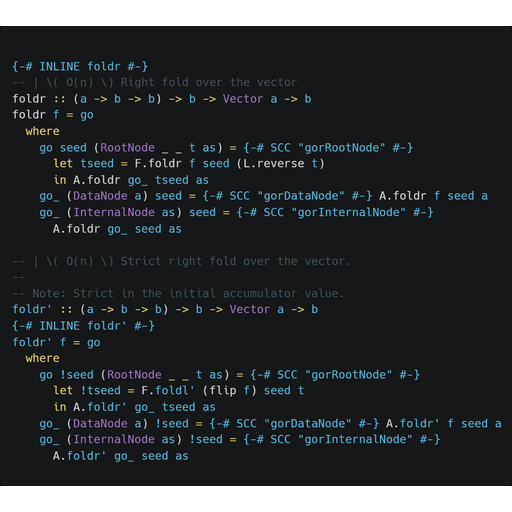 {-# INLINE foldr #-}
-- | \( O(n) \) Right fold over the vector
foldr :: (a -> b -> b) -> b -> Vector a -> b
foldr f = go
  where
    go seed (RootNode _ _ t as) = {-# SCC "gorRootNode" #-}
      let tseed = F.foldr f seed (L.reverse t)
      in A.foldr go_ tseed as
    go_ (DataNode a) seed = {-# SCC "gorDataNode" #-} A.foldr f seed a
    go_ (InternalNode as) seed = {-# SCC "gorInternalNode" #-}
      A.foldr go_ seed as

-- | \( O(n) \) Strict right fold over the vector.
--
-- Note: Strict in the initial accumulator value.
foldr' :: (a -> b -> b) -> b -> Vector a -> b
{-# INLINE foldr' #-}
foldr' f = go
  where
    go !seed (RootNode _ _ t as) = {-# SCC "gorRootNode" #-}
      let !tseed = F.foldl' (flip f) seed t
      in A.foldr' go_ tseed as
    go_ (DataNode a) !seed = {-# SCC "gorDataNode" #-} A.foldr' f seed a
    go_ (InternalNode as) !seed = {-# SCC "gorInternalNode" #-}
      A.foldr' go_ seed as